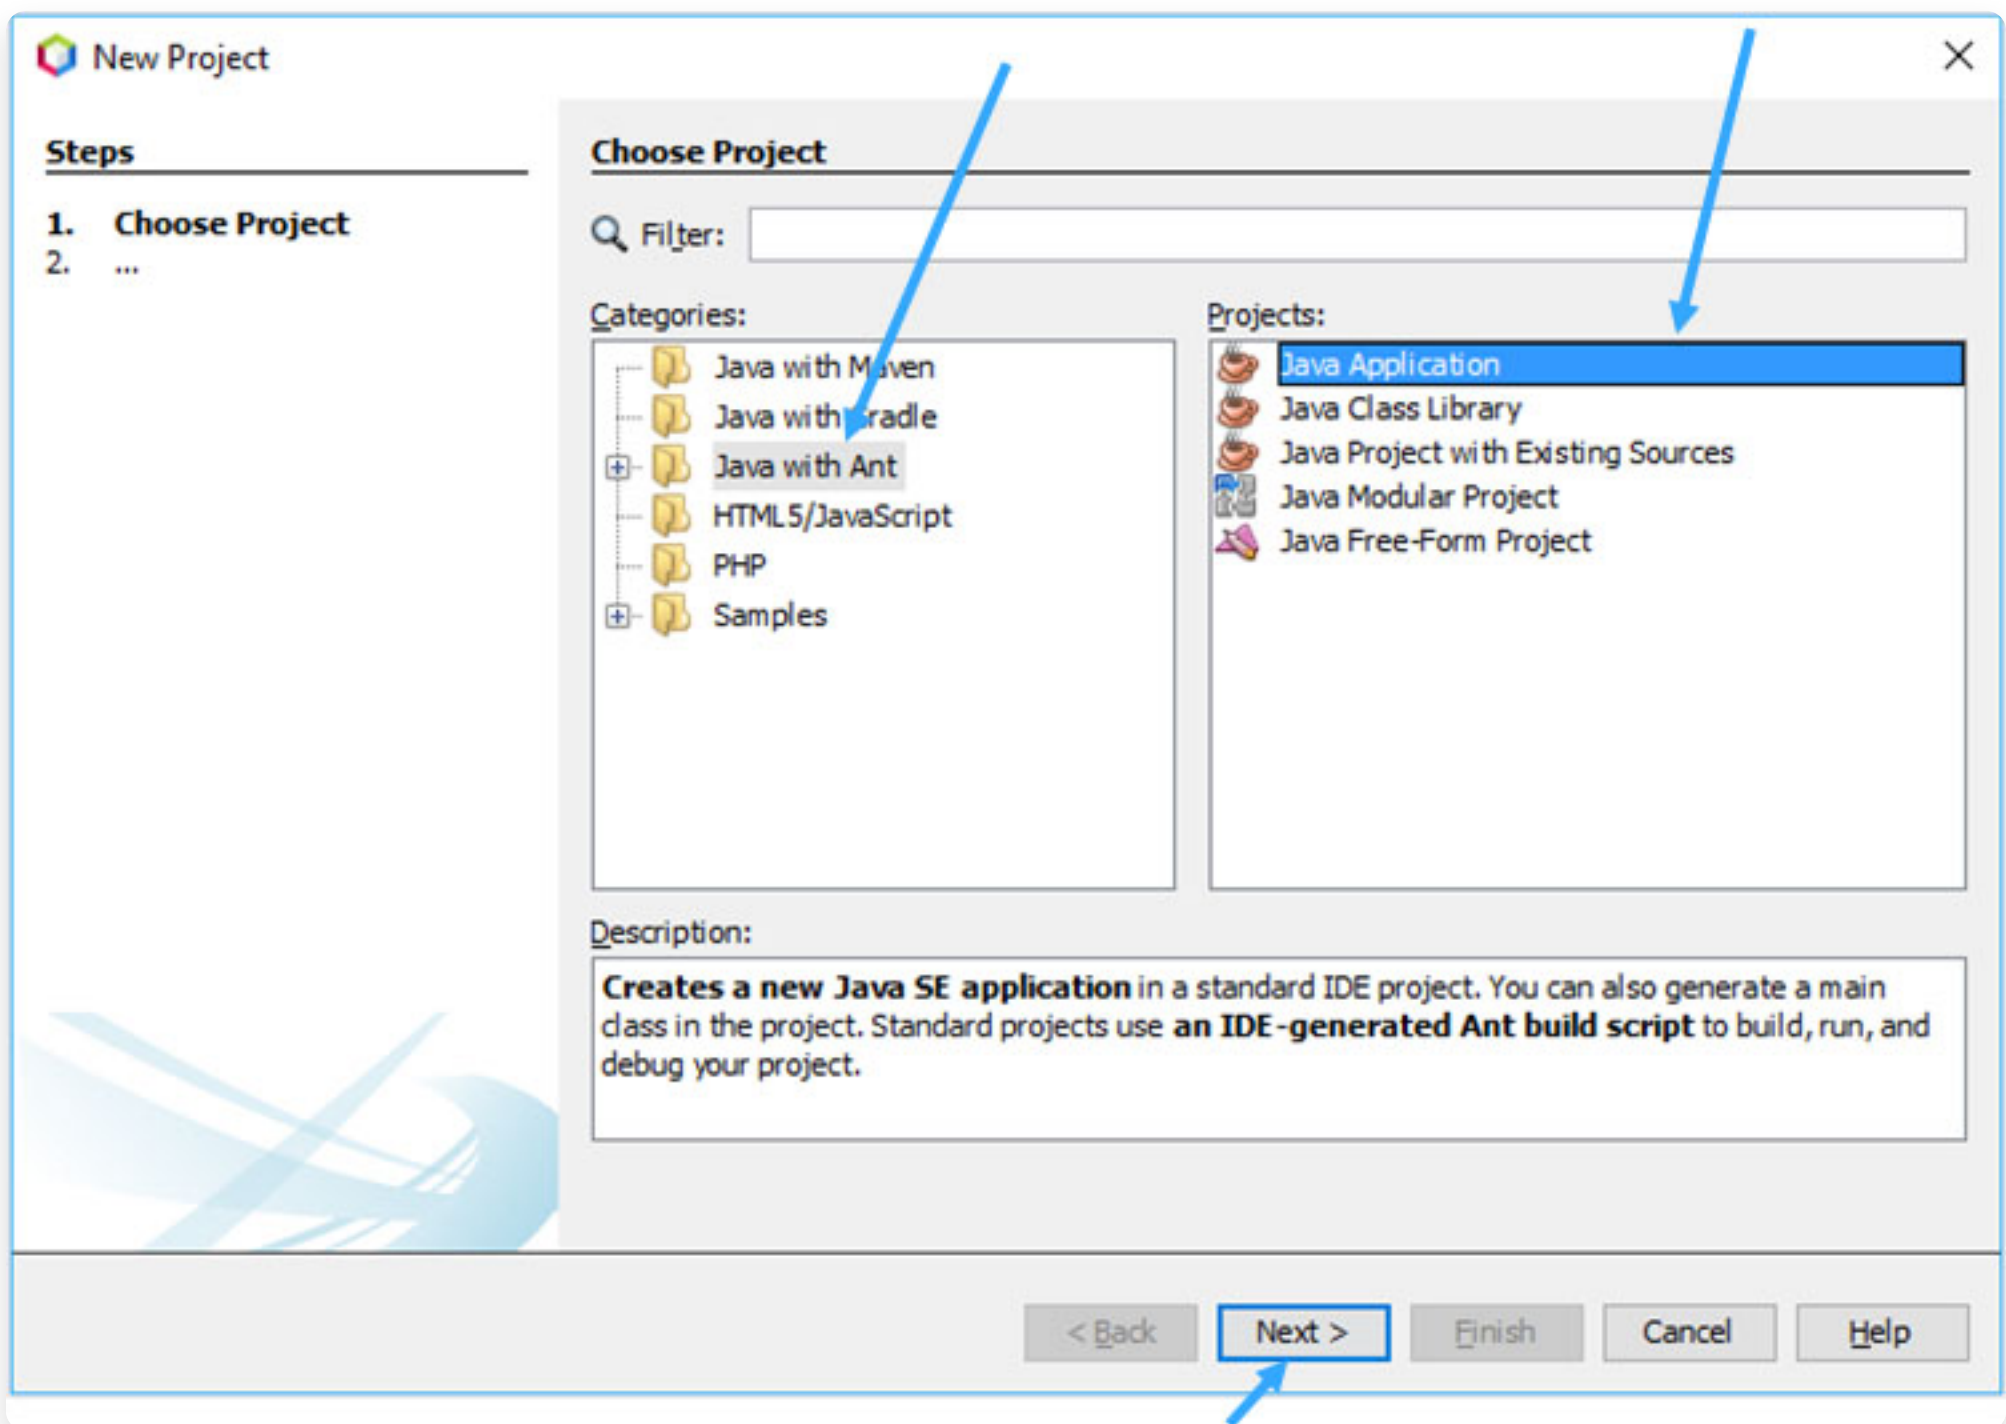 New Project
Steps
1. Choose Project
2. ...
Choose Project
Filter:
Categories:
Java with Maven
Java with Gradle
Java with Ant
HTML5/JavaScript
PHP
Samples
Projects:
Java Application
Java Class Library
Java Project with Existing Sources
Java Modular Project
Java Free-Form Project
Description:
Creates a new Java SE application in a standard IDE project. You can also generate a main
class in the project. Standard projects use an IDE-generated Ant build script to build, run, and
debug your project.
< Back
Next >
Finish
Cancel
Help